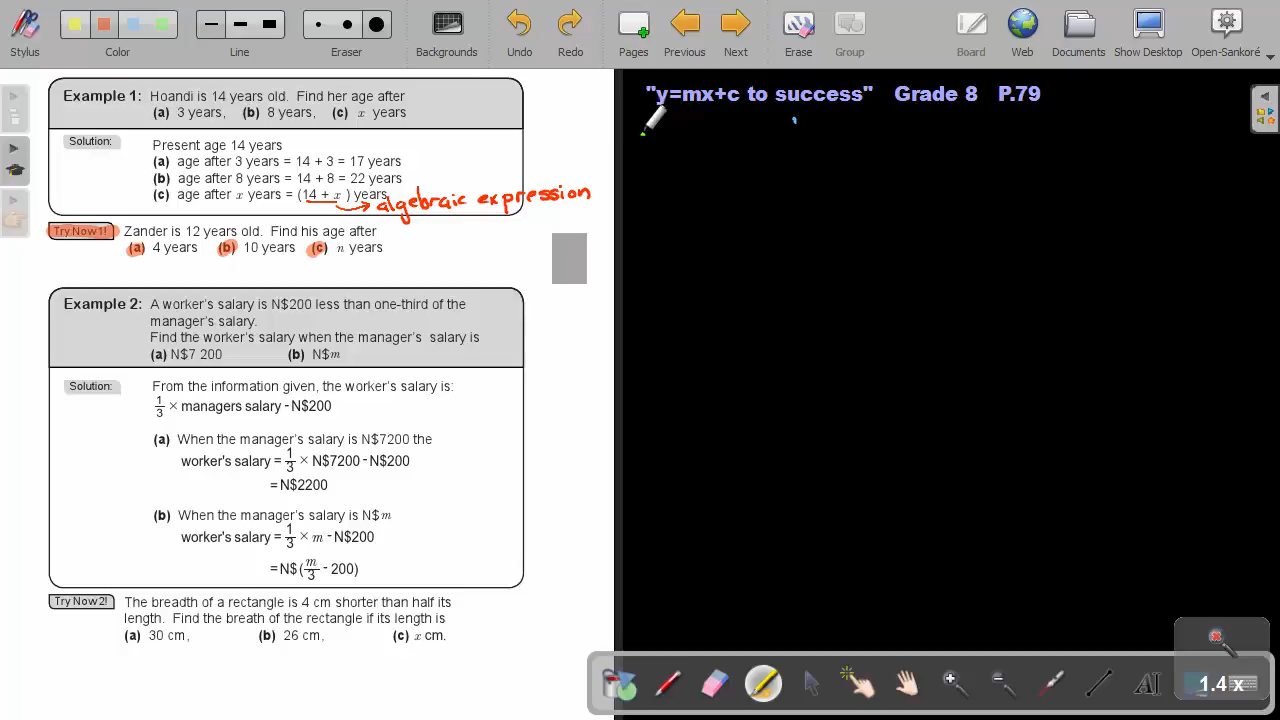 Stylus
Color
Line
Eraser
Backgrounds
Undo
Redo
Pages
Previous
Next
Erase
Group
Board
Web
Documents
Show Desktop
Open-Sankoré
Example 1: Hoandi is 14 years old. Find her age after
(a) 3 years, (b) 8 years, (c) x years
Solution:
Present age 14 years
(a) age after 3 years = 14 + 3 = 17 years
(b) age after 8 years = 14 + 8 = 22 years
(c) age after x years = (14 + x ) years
algebraic expression
Try Now 1! Zander is 12 years old. Find his age after
(a) 4 years (b) 10 years (c) n years
Example 2: A worker's salary is N$200 less than one-third of the
manager's salary.
Find the worker's salary when the manager's salary is
(a) N$7 200 (b) N$m
Solution: From the information given, the worker's salary is:
1/3 × managers salary - N$200
(a) When the manager's salary is N$7200 the
worker's salary = 1/3 × N$7200 - N$200
= N$2200
(b) When the manager's salary is N$m
worker's salary = 1/3 × m - N$200
= N$ (m/3 - 200)
Try Now 2! The breadth of a rectangle is 4 cm shorter than half its
length. Find the breath of the rectangle if its length is
(a) 30 cm, (b) 26 cm, (c) x cm.
"y=mx+c to success" Grade 8 P.79
1.4 x